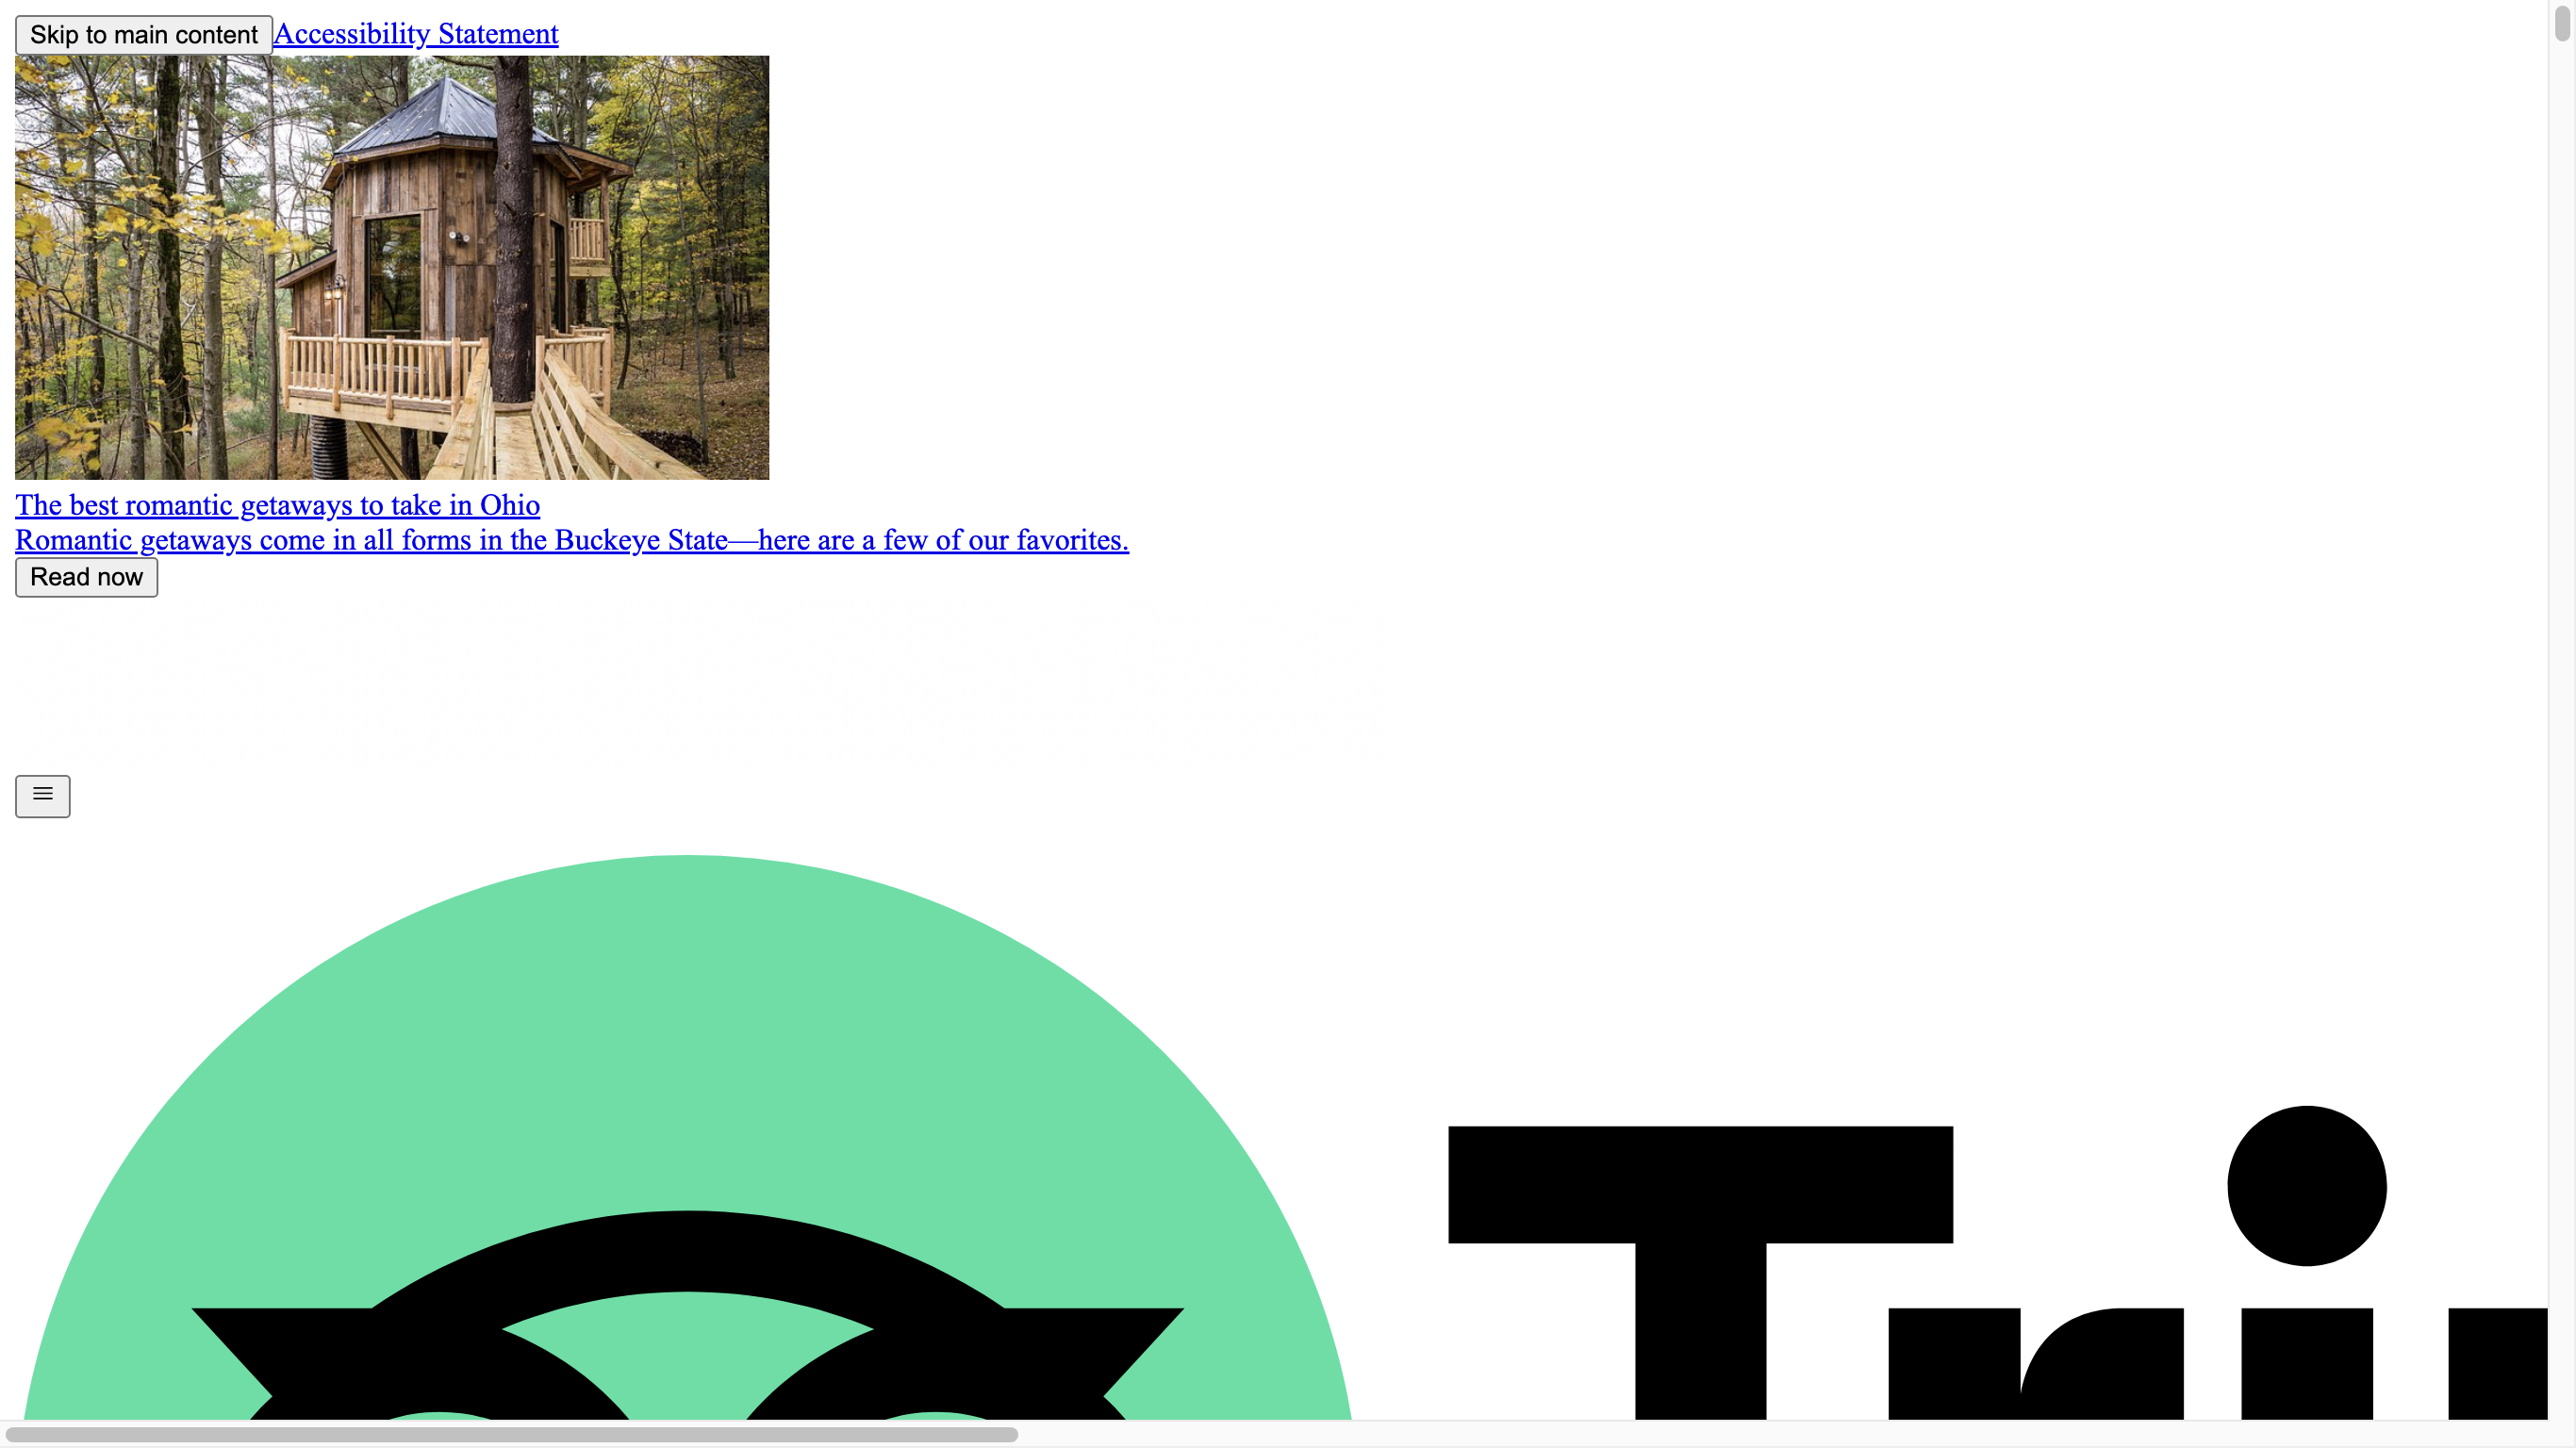 Skip to main content Accessibility Statement
The best romantic getaways to take in Ohio
Romantic getaways come in all forms in the Buckeye State—here are a few of our favorites.
Read now
Tri